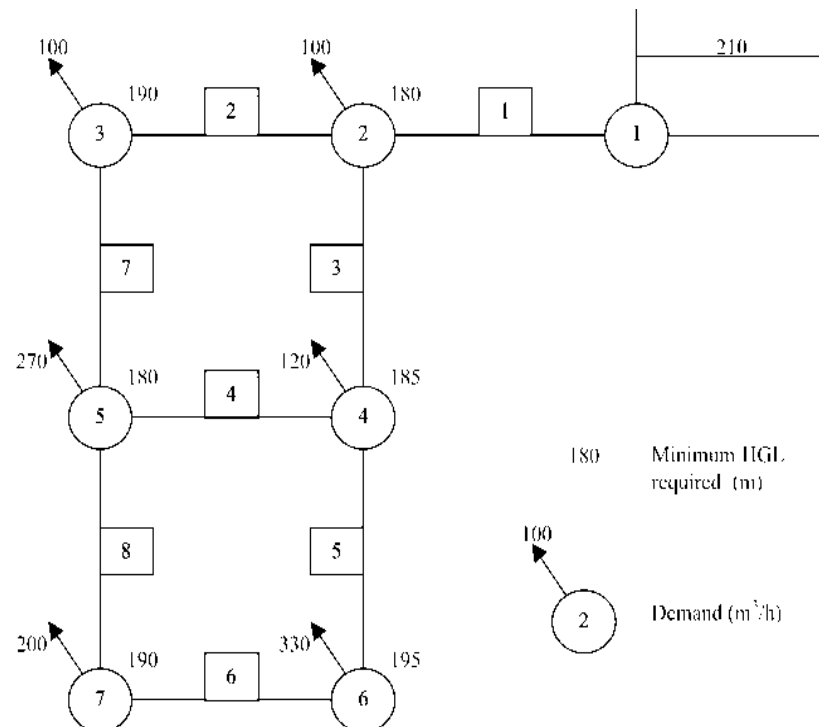 100 100 210
190 2 180 1
3 2 1
7 3
270 180 120 185
4
5 4
180 Minimum HGL
required (m)
8 5
100
200 190 330 195
6
2 Demand (m³/h)
7 6